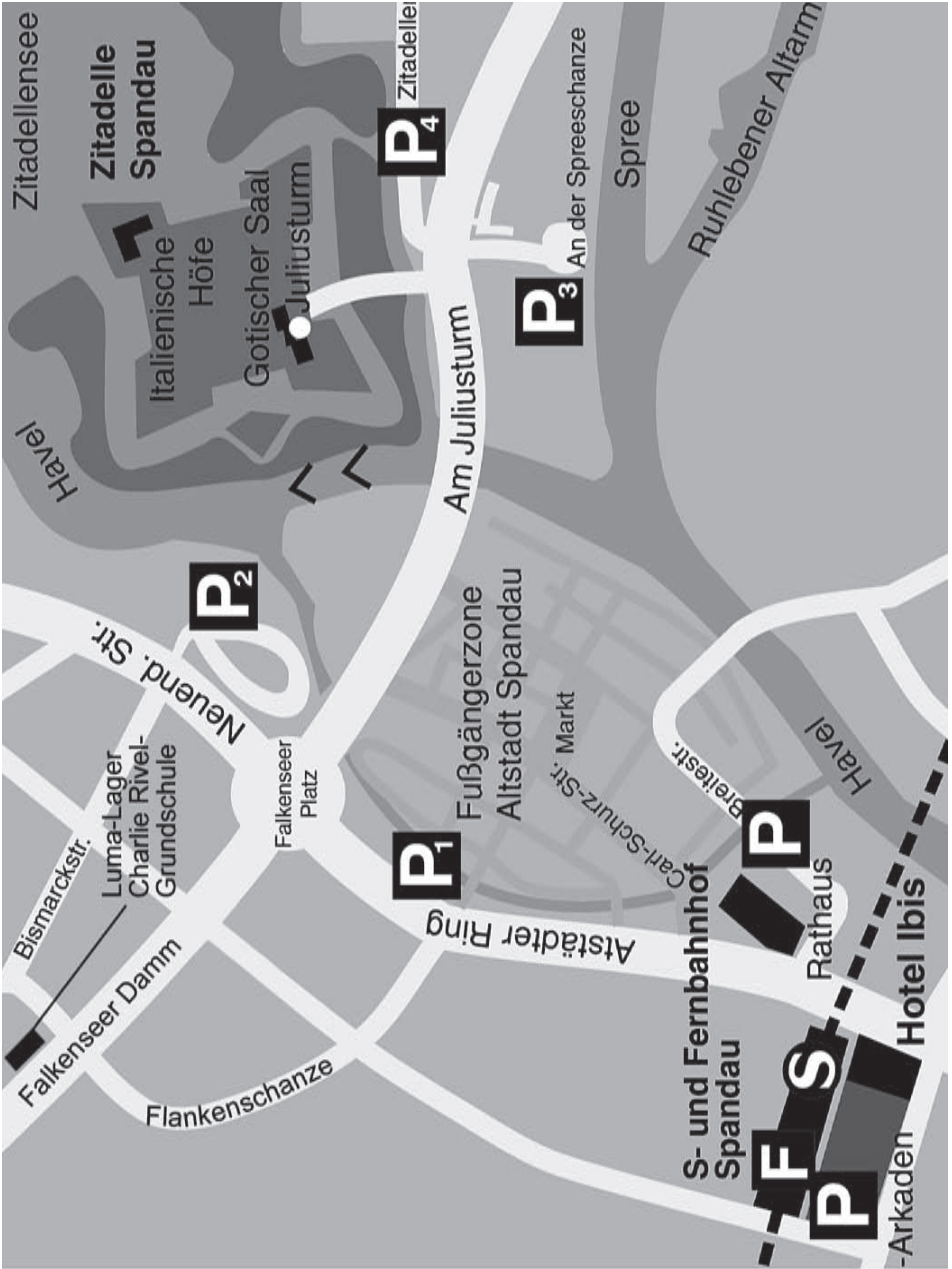 Zitadellensee
Zitadelle
Spandau
Italienische
Höfe
Gotischer Saal
Juliusturm
Havel
P4
Zitadeller
An der Spreeschanze
P3
Spree
Ruhlebener Altarm
Am Juliusturm
P2
Neuend. Str.
Bismarckstr.
Luma-Lager
Charlie Rivel-
Grundschule
Falkenseer
Platz
Falkenseer Damm
Flankenschanze
P1
Fußgängerzone
Altstadt Spandau
Markt
Carl-Schurz-Str.
Atstädter Ring
Breitestr.
Havel
P
Rathaus
S- und Fernbahnhof
Spandau
S
F
P
Hotel Ibis
-Arkaden